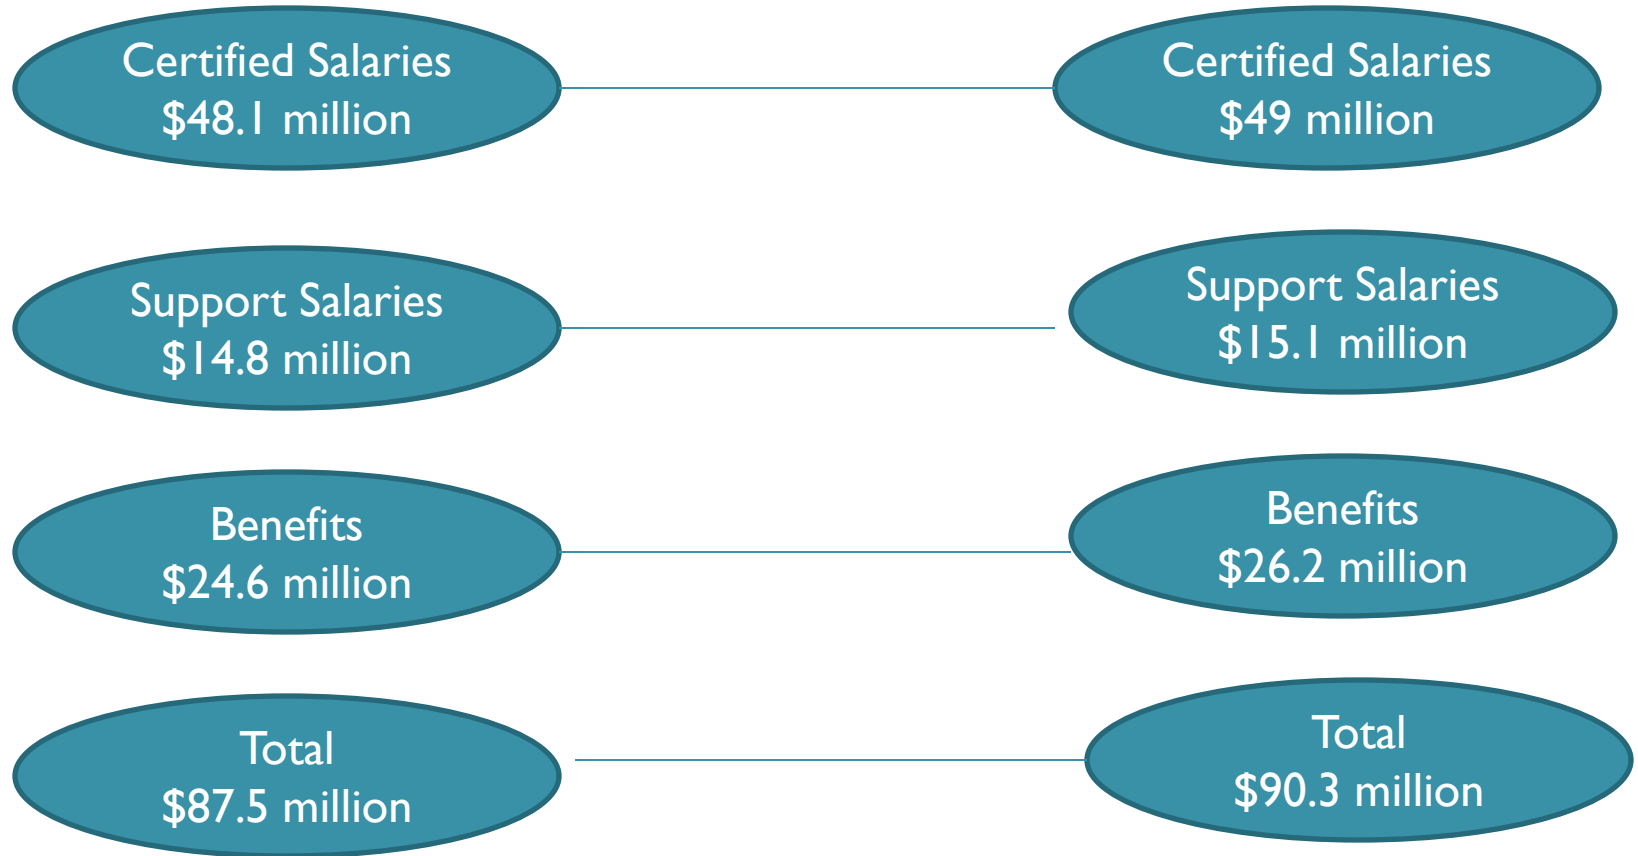 Certified Salaries
$48.1 million
Certified Salaries
$49 million
Support Salaries
$14.8 million
Support Salaries
$15.1 million
Benefits
$24.6 million
Benefits
$26.2 million
Total
$87.5 million
Total
$90.3 million